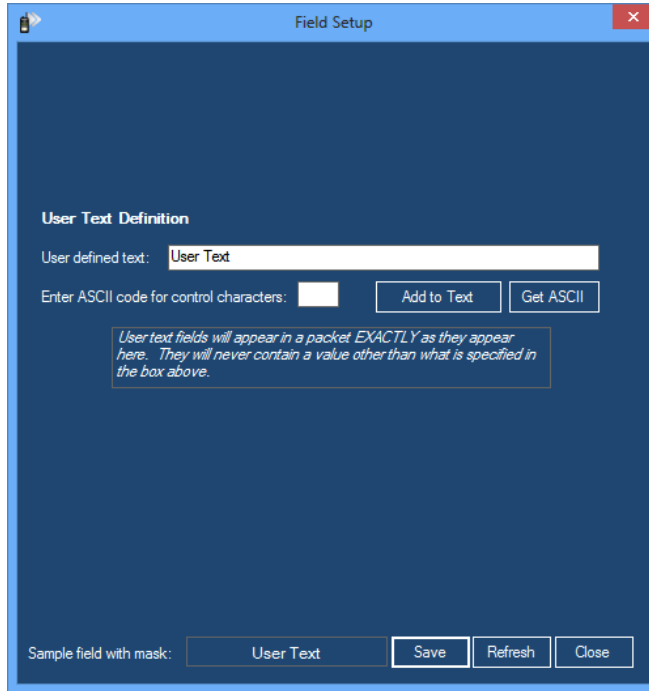 Field Setup
User Text Definition
User defined text: User Text
Enter ASCII code for control characters: Add to Text Get ASCII
User text fields will appear in a packet EXACTLY as they appear
here. They will never contain a value other than what is specified in
the box above.
Sample field with mask: User Text Save Refresh Close